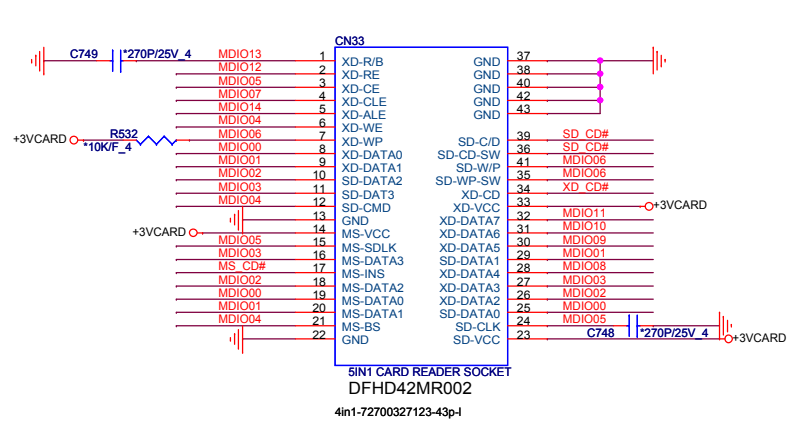 CN33
C749 *270P/25V_4 MDIO13 1 XD-R/B GND 37
MDIO12 2 XD-RE GND 38
MDIO05 3 XD-CE GND 40
MDIO07 4 XD-CLE GND 42
MDIO14 5 XD-ALE GND 43
MDIO04 6 XD-WE
+3VCARD R532 *10K/F_4 MDIO06 7 XD-WP SD-C/D 39 SD_CD#
MDIO00 8 XD-DATA0 SD-CD-SW 36 SD_CD#
MDIO01 9 XD-DATA1 SD-W/P 41 MDIO06
MDIO02 10 SD-DATA2 SD-WP-SW 35 MDIO06
MDIO03 11 SD-DAT3 XD-CD 34 XD_CD#
MDIO04 12 SD-CMD XD-VCC 33 +3VCARD
13 GND XD-DATA7 32 MDIO11
+3VCARD 14 MS-VCC XD-DATA6 31 MDIO10
MDIO05 15 MS-SDLK XD-DATA5 30 MDIO09
MDIO03 16 MS-DATA3 SD-DATA1 29 MDIO01
MS_CD# 17 MS-INS XD-DATA4 28 MDIO08
MDIO02 18 MS-DATA2 XD-DATA3 27 MDIO03
MDIO00 19 MS-DATA0 XD-DATA2 26 MDIO02
MDIO01 20 MS-DATA1 SD-DATA0 25 MDIO00
MDIO04 21 MS-BS SD-CLK 24 MDIO05 C748 *270P/25V_4
22 GND SD-VCC 23 +3VCARD
5IN1 CARD READER SOCKET
DFHD42MR002
4in1-72700327123-43p-l